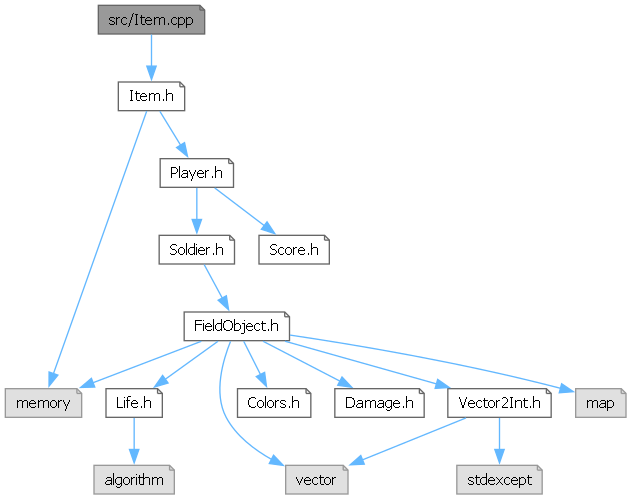 src/Item.cpp
Item.h
Player.h
Soldier.h
Score.h
FieldObject.h
memory
Life.h
Colors.h
Damage.h
Vector2Int.h
map
algorithm
vector
stdexcept